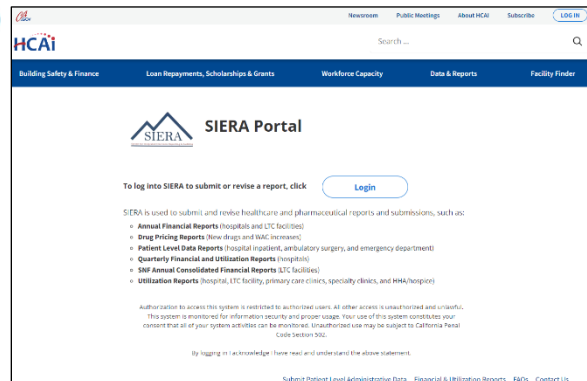 CA.GOV
Newsroom Public Meetings About HCAI Subscribe LOG IN
HCAi
Search ...
Building Safety & Finance Loan Repayments, Scholarships & Grants Workforce Capacity Data & Reports Facility Finder
SIERA
SIERA Portal
To log into SIERA to submit or revise a report, click Login
SIERA is used to submit and revise healthcare and pharmaceutical reports and submissions, such as:
Annual Financial Reports (hospitals and LTC facilities)
Drug Pricing Reports (New drugs and WAC increases)
Patient Level Data Reports (hospital inpatient, ambulatory surgery, and emergency department)
Quarterly Financial and Utilization Reports (hospitals)
SNF Annual Consolidated Financial Reports (LTC facilities)
Utilization Reports (hospital, LTC facility, primary care clinics, specialty clinics, and HHA/hospice)
Authorization to access this system is restricted to authorized users. All other access is unauthorized and unlawful.
This system is monitored for information security and proper usage. Your use of this system constitutes your
consent that all of your system activities can be monitored. Unauthorized use may be subject to California Penal
Code Section 502.
By logging in I acknowledge I have read and understand the above statement.
Submit Patient Level Administrative Data Financial & Utilization Reports FAQs Contact Us